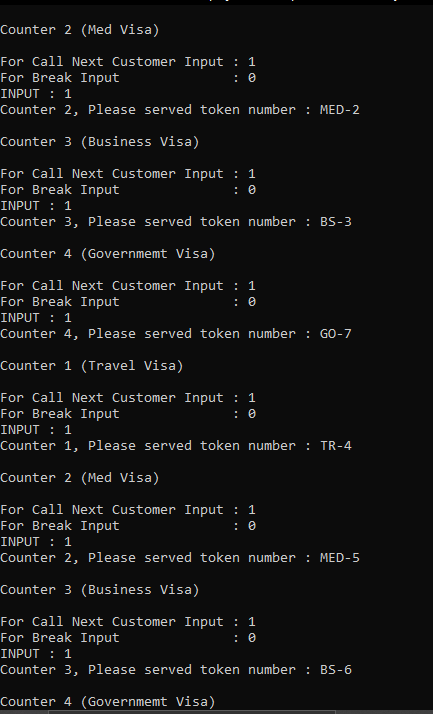 Counter 2 (Med Visa)
For Call Next Customer Input : 1
For Break Input              : 0
INPUT : 1
Counter 2, Please served token number : MED-2
Counter 3 (Business Visa)
For Call Next Customer Input : 1
For Break Input              : 0
INPUT : 1
Counter 3, Please served token number : BS-3
Counter 4 (Governmemt Visa)
For Call Next Customer Input : 1
For Break Input              : 0
INPUT : 1
Counter 4, Please served token number : GO-7
Counter 1 (Travel Visa)
For Call Next Customer Input : 1
For Break Input              : 0
INPUT : 1
Counter 1, Please served token number : TR-4
Counter 2 (Med Visa)
For Call Next Customer Input : 1
For Break Input              : 0
INPUT : 1
Counter 2, Please served token number : MED-5
Counter 3 (Business Visa)
For Call Next Customer Input : 1
For Break Input              : 0
INPUT : 1
Counter 3, Please served token number : BS-6
Counter 4 (Governmemt Visa)